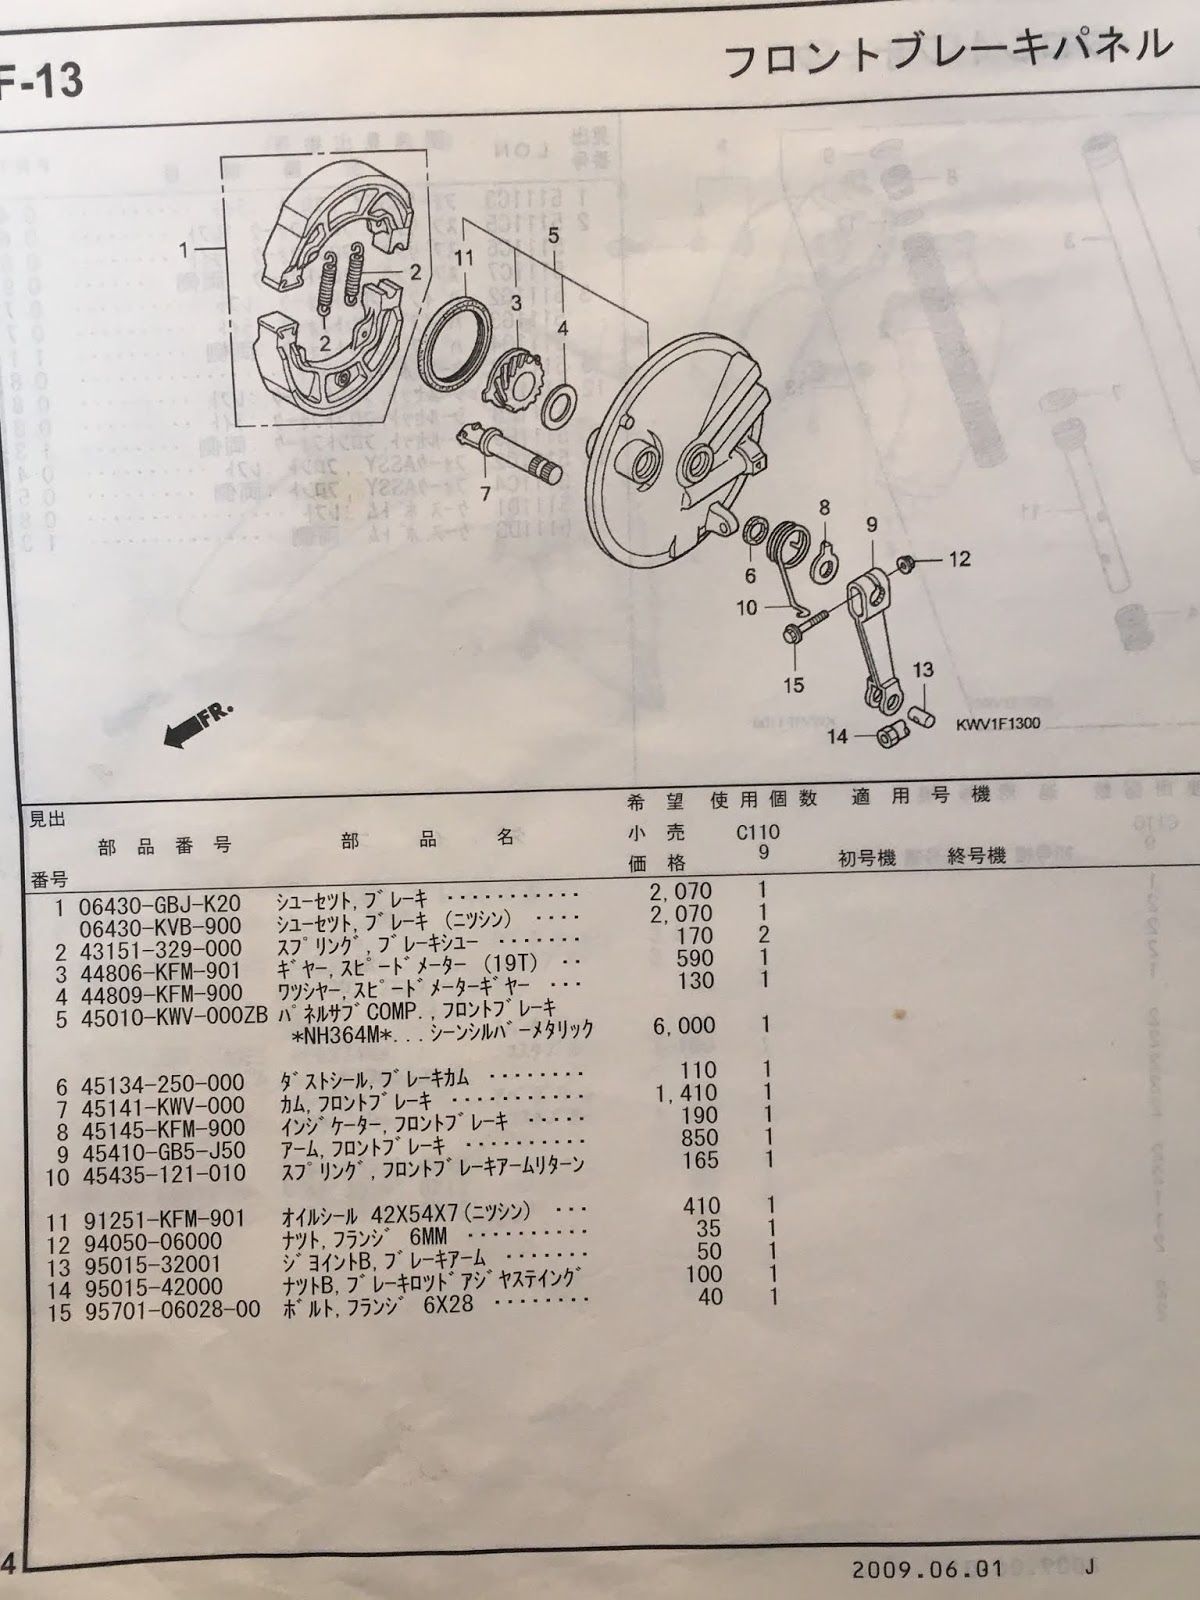 F-13
フロントブレーキパネル
1
2
2
11
5
3
4
7
6
8
9
10
12
15
13
14
FR.
KWV1F1300
見出番号 部品番号 部品名 希望小売価格 使用個数 C110 9 適用号機 初号機 終号機
1 06430-GBJ-K20 シューセット,ブレーキ ・・・・・・・・・・・ 2,070 1
06430-KVB-900 シューセット,ブレーキ (ニツシン) ・・・・ 2,070 1
2 43151-329-000 スプリング,ブレーキシュー ・・・・・・・ 170 2
3 44806-KFM-901 ギヤー,スピードメーター (19T) ・・ 590 1
4 44809-KFM-900 ワツシヤー,スピードメーターギヤー ・・・ 130 1
5 45010-KWV-000ZB パネルサブCOMP.,フロントブレーキ
*NH364M*...シーンシルバーメタリック 6,000 1
6 45134-250-000 ダストシール,ブレーキカム ・・・・・・・・ 110 1
7 45141-KWV-000 カム,フロントブレーキ ・・・・・・・・・・・ 1,410 1
8 45145-KFM-900 インジケーター,フロントブレーキ ・・・・・ 190 1
9 45410-GB5-J50 アーム,フロントブレーキ ・・・・・・・・・・ 850 1
10 45435-121-010 スプリング,フロントブレーキアームリターン 165 1
11 91251-KFM-901 オイルシール 42X54X7(ニツシン) ・・・ 410 1
12 94050-06000 ナツト,フランジ 6MM ・・・・・・・・・・ 35 1
13 95015-32001 ジヨイントB,ブレーキアーム ・・・・・・・ 50 1
14 95015-42000 ナツトB,ブレーキロツドアジヤステイング 100 1
15 95701-06028-00 ボルト,フランジ 6X28 ・・・・・・・・ 40 1
4
2009.06.01 J